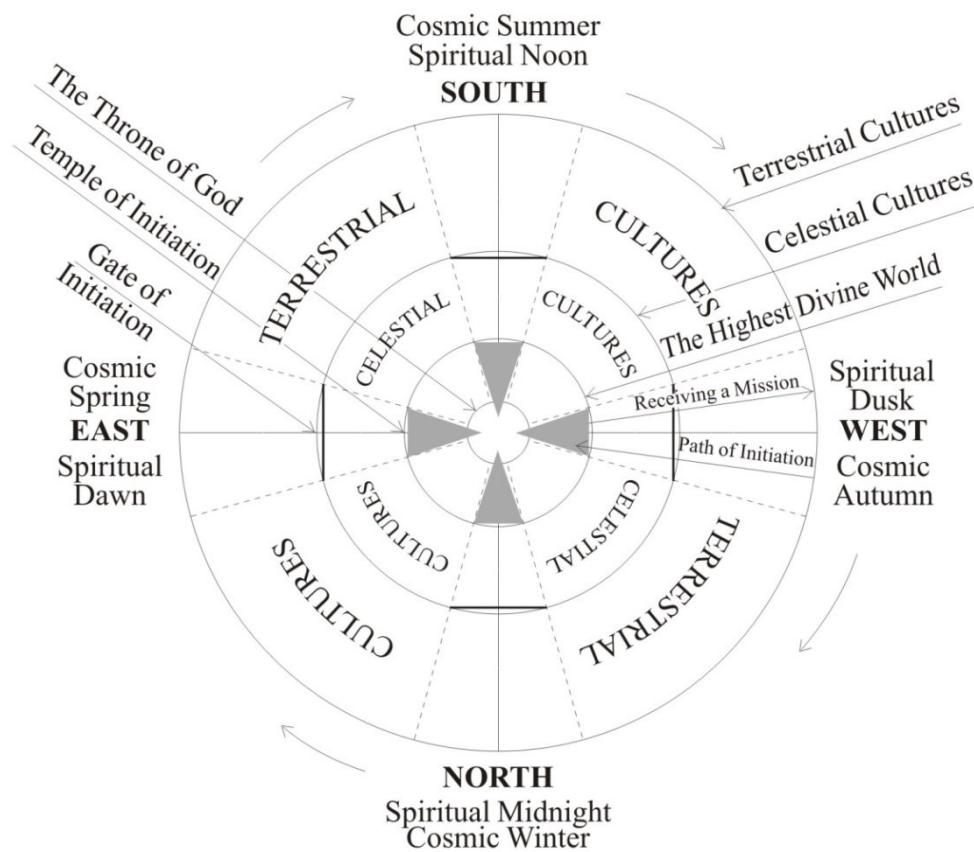 Cosmic Summer
Spiritual Noon
SOUTH
The Throne of God
Temple of Initiation
Gate of
Initiation
Terrestrial Cultures
Celestial Cultures
The Highest Divine World
TERRESTRIAL
CULTURES
CELESTIAL
CULTURES
Cosmic
Spring
EAST
Spiritual
Dawn
Receiving a Mission
Path of Initiation
Spiritual
Dusk
WEST
Cosmic
Autumn
CULTURES
CELESTIAL
CULTURES
TERRESTRIAL
NORTH
Spiritual Midnight
Cosmic Winter